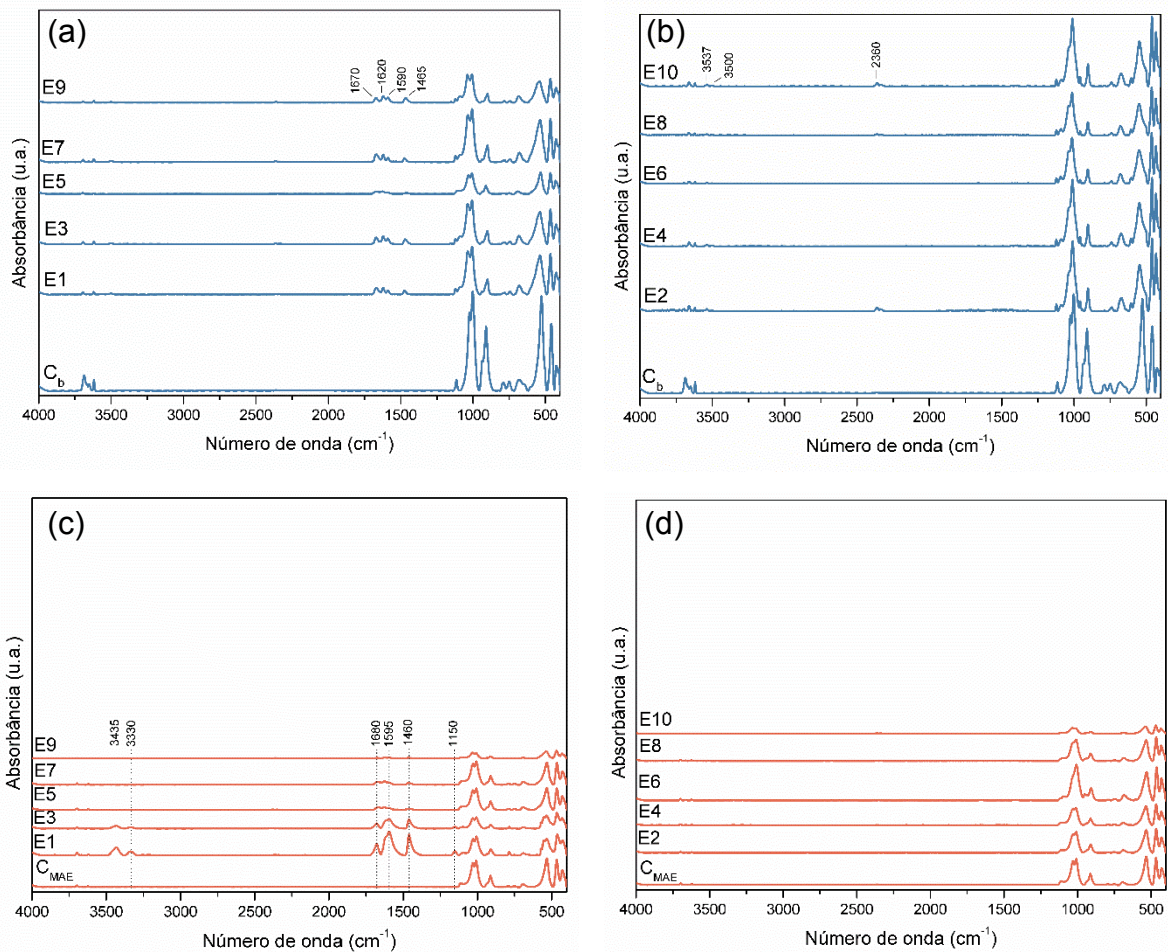 (a)
1670
1620
1590
1465
E9
E7
E5
E3
E1
C_b
Absorbância (u.a.)
4000 3500 3000 2500 2000 1500 1000 500
Número de onda (cm⁻¹)
(b)
3537
3500
2360
E10
E8
E6
E4
E2
C_b
Absorbância (u.a.)
4000 3500 3000 2500 2000 1500 1000 500
Número de onda (cm⁻¹)
(c)
3435
3330
1680
1595
1460
1150
E9
E7
E5
E3
E1
C_MAE
Absorbância (u.a.)
4000 3500 3000 2500 2000 1500 1000 500
Número de onda (cm⁻¹)
(d)
E10
E8
E6
E4
E2
C_MAE
Absorbância (u.a.)
4000 3500 3000 2500 2000 1500 1000 500
Número de onda (cm⁻¹)